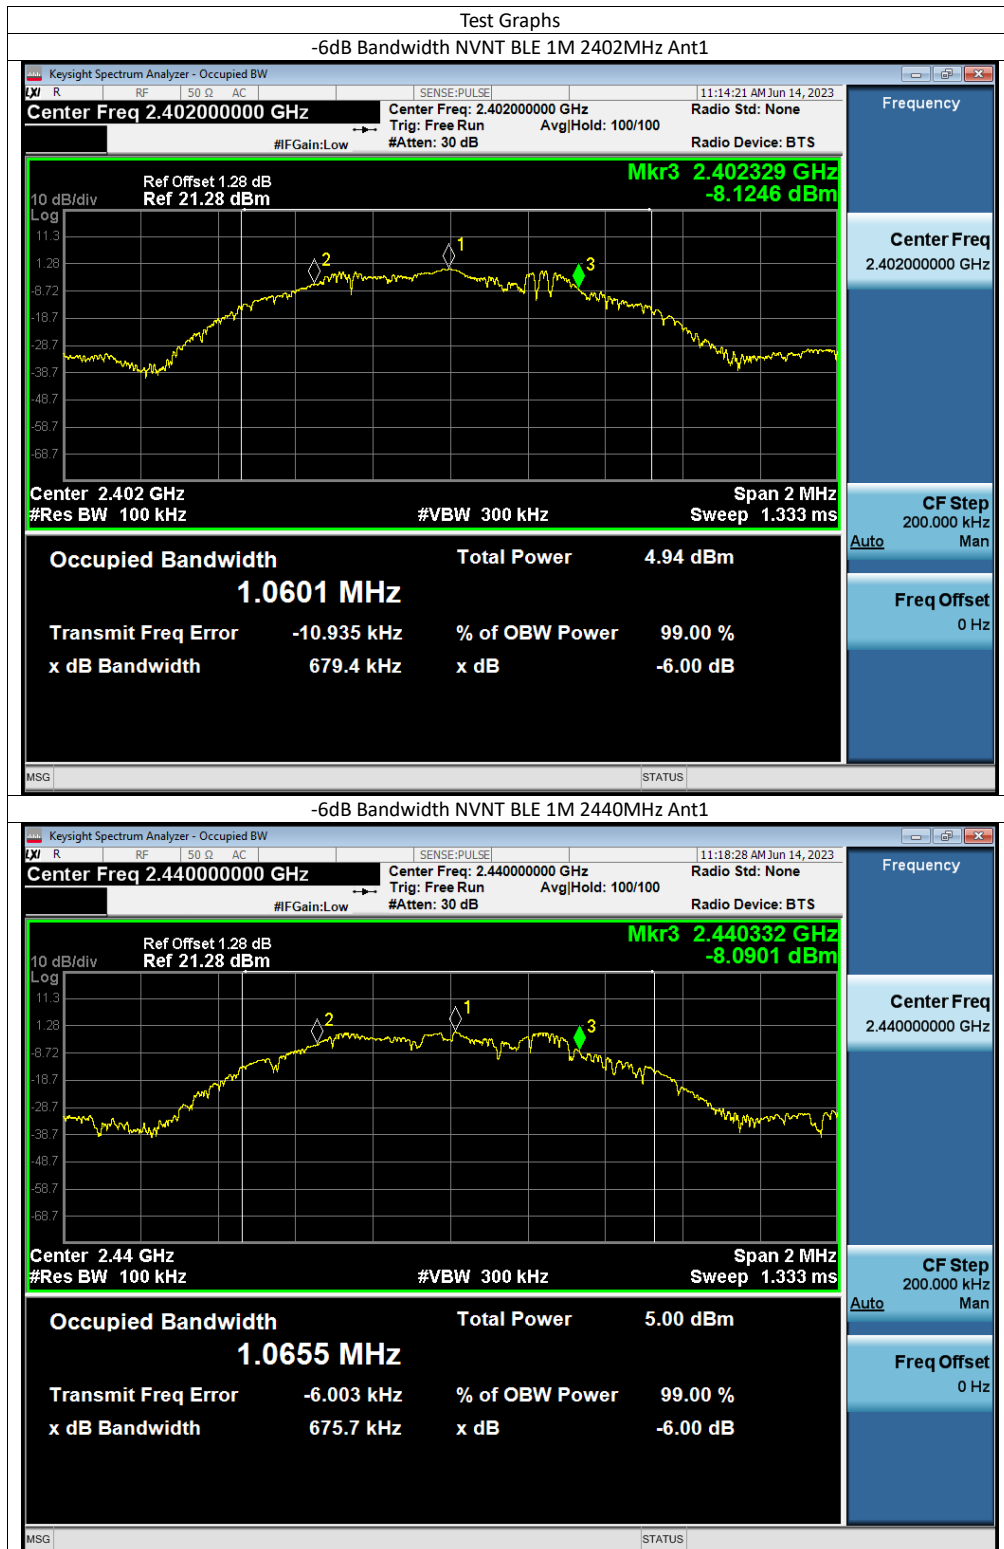 Test Graphs
-6dB Bandwidth NVNT BLE 1M 2402MHz Ant1
Keysight Spectrum Analyzer - Occupied BW
LXI R RF 50 Ω AC SENSE:PULSE 11:14:21 AM Jun 14, 2023
Center Freq 2.402000000 GHz
Center Freq: 2.402000000 GHz Radio Std: None
Trig: Free Run Avg|Hold: 100/100
#IFGain:Low #Atten: 30 dB Radio Device: BTS
Frequency
Mkr3 2.402329 GHz
-8.1246 dBm
Ref Offset 1.28 dB
10 dB/div Ref 21.28 dBm
Log
11.3
1.28
-8.72
-18.7
-28.7
-38.7
-48.7
-58.7
-68.7
1
2
3
Center 2.402 GHz Span 2 MHz
#Res BW 100 kHz #VBW 300 kHz Sweep 1.333 ms
Occupied Bandwidth Total Power 4.94 dBm
1.0601 MHz
Transmit Freq Error -10.935 kHz % of OBW Power 99.00 %
x dB Bandwidth 679.4 kHz x dB -6.00 dB
Center Freq
2.402000000 GHz
CF Step
200.000 kHz
Auto Man
Freq Offset
0 Hz
MSG STATUS
-6dB Bandwidth NVNT BLE 1M 2440MHz Ant1
Keysight Spectrum Analyzer - Occupied BW
LXI R RF 50 Ω AC SENSE:PULSE 11:18:28 AM Jun 14, 2023
Center Freq 2.440000000 GHz
Center Freq: 2.440000000 GHz Radio Std: None
Trig: Free Run Avg|Hold: 100/100
#IFGain:Low #Atten: 30 dB Radio Device: BTS
Frequency
Mkr3 2.440332 GHz
-8.0901 dBm
Ref Offset 1.28 dB
10 dB/div Ref 21.28 dBm
Log
11.3
1.28
-8.72
-18.7
-28.7
-38.7
-48.7
-58.7
-68.7
1
2
3
Center 2.44 GHz Span 2 MHz
#Res BW 100 kHz #VBW 300 kHz Sweep 1.333 ms
Occupied Bandwidth Total Power 5.00 dBm
1.0655 MHz
Transmit Freq Error -6.003 kHz % of OBW Power 99.00 %
x dB Bandwidth 675.7 kHz x dB -6.00 dB
Center Freq
2.440000000 GHz
CF Step
200.000 kHz
Auto Man
Freq Offset
0 Hz
MSG STATUS